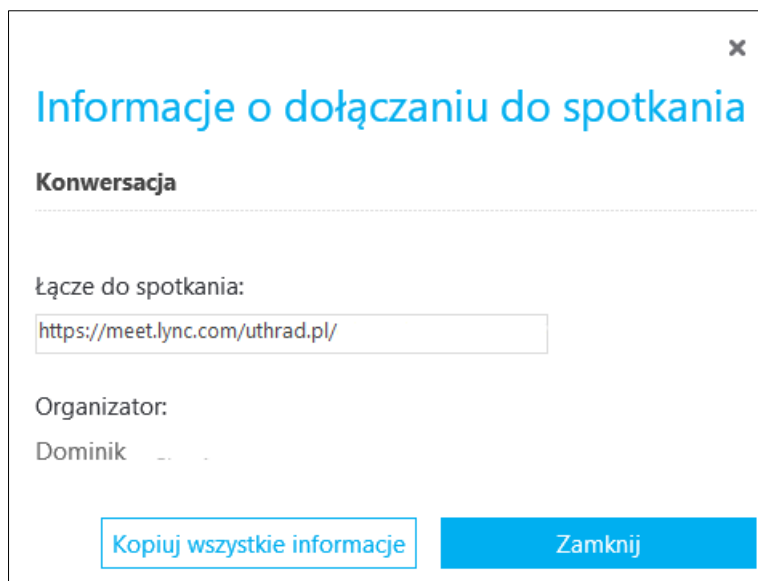 Informacje o dołączaniu do spotkania
Konwersacja
Łącze do spotkania:
https://meet.lync.com/uthrad.pl/
Organizator:
Dominik
Kopiuj wszystkie informacje
Zamknij